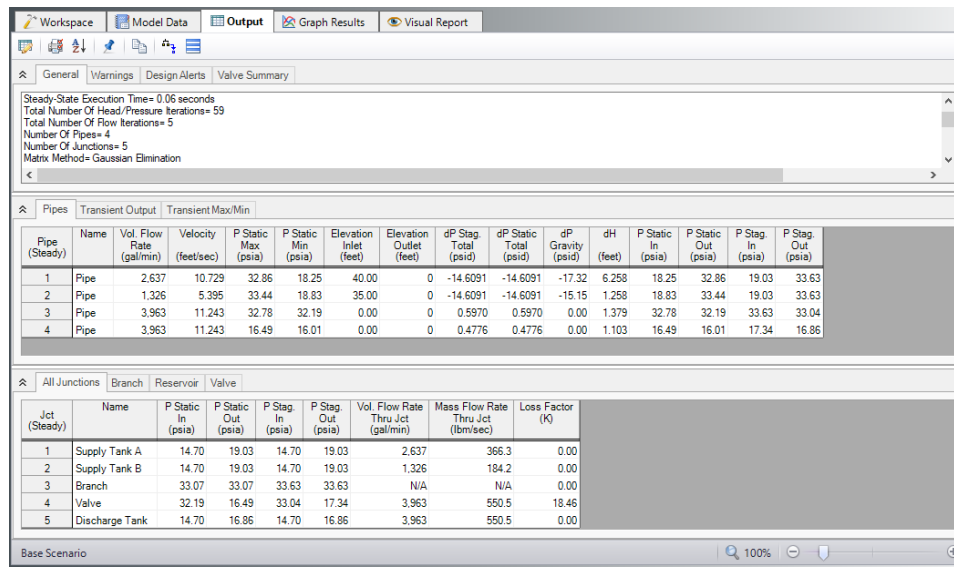 Workspace Model Data Output Graph Results Visual Report
General Warnings Design Alerts Valve Summary
Steady-State Execution Time= 0.06 seconds
Total Number Of Head/Pressure Iterations= 59
Total Number Of Flow Iterations= 5
Number Of Pipes= 4
Number Of Junctions= 5
Matrix Method= Gaussian Elimination
Pipes Transient Output Transient Max/Min
Pipe (Steady) Name Vol. Flow Rate (gal/min) Velocity (feet/sec) P Static Max (psia) P Static Min (psia) Elevation Inlet (feet) Elevation Outlet (feet) dP Stag. Total (psid) dP Static Total (psid) dP Gravity (psid) dH (feet) P Static In (psia) P Static Out (psia) P Stag. In (psia) P Stag. Out (psia)
1 Pipe 2,637 10.729 32.86 18.25 40.00 0 -14.6091 -14.6091 -17.32 6.258 18.25 32.86 19.03 33.63
2 Pipe 1,326 5.395 33.44 18.83 35.00 0 -14.6091 -14.6091 -15.15 1.258 18.83 33.44 19.03 33.63
3 Pipe 3,963 11.243 32.78 32.19 0.00 0 0.5970 0.5970 0.00 1.379 32.78 32.19 33.63 33.04
4 Pipe 3,963 11.243 16.49 16.01 0.00 0 0.4776 0.4776 0.00 1.103 16.49 16.01 17.34 16.86
All Junctions Branch Reservoir Valve
Jct (Steady) Name P Static In (psia) P Static Out (psia) P Stag. In (psia) P Stag. Out (psia) Vol. Flow Rate Thru Jct (gal/min) Mass Flow Rate Thru Jct (lbm/sec) Loss Factor (K)
1 Supply Tank A 14.70 19.03 14.70 19.03 2,637 366.3 0.00
2 Supply Tank B 14.70 19.03 14.70 19.03 1,326 184.2 0.00
3 Branch 33.07 33.07 33.63 33.63 N/A N/A 0.00
4 Valve 32.19 16.49 33.04 17.34 3,963 550.5 18.46
5 Discharge Tank 14.70 16.86 14.70 16.86 3,963 550.5 0.00
Base Scenario 100%